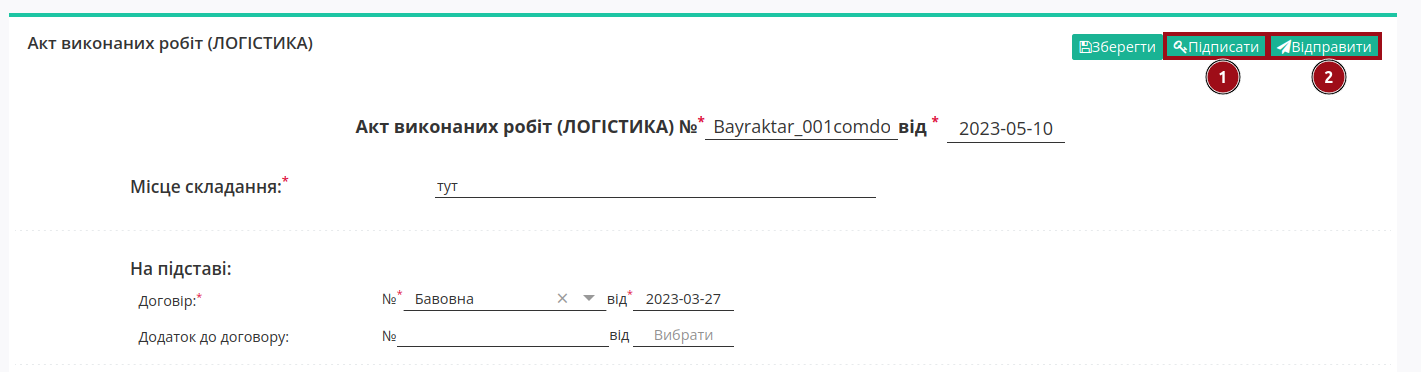 Акт виконаних робіт (ЛОГІСТИКА)
Зберегти Підписати Відправити
1 2
Акт виконаних робіт (ЛОГІСТИКА) №* Bayraktar_001comdo від * 2023-05-10
Місце складання:* тут
На підставі:
Договір:* №* Бавовна × від* 2023-03-27
Додаток до договору: № від Вибрати